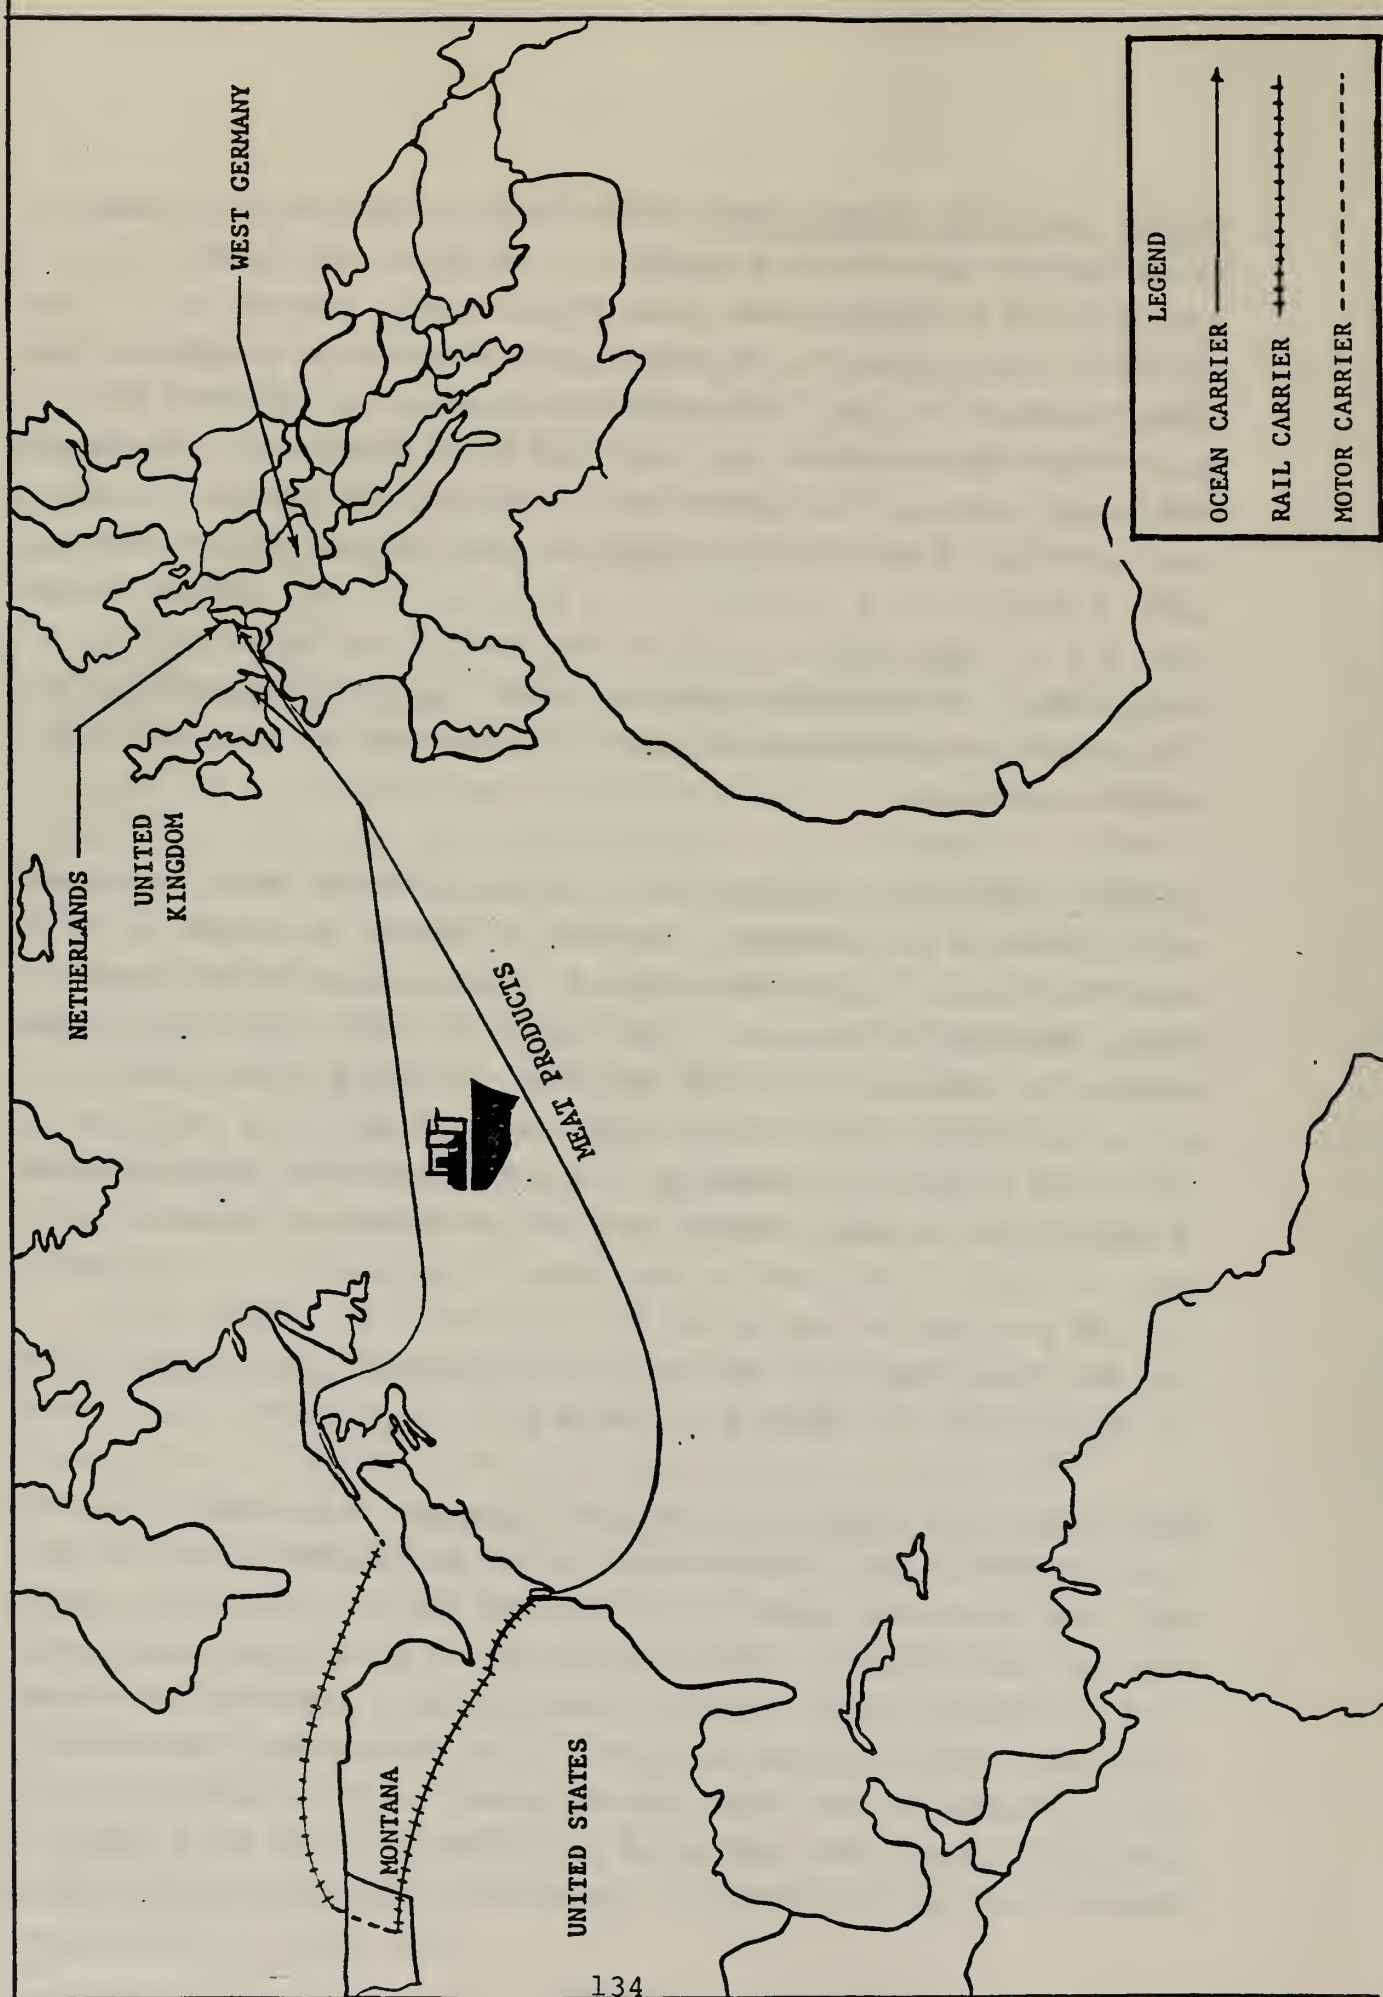 NETHERLANDS
UNITED
KINGDOM
WEST GERMANY
MEAT PRODUCTS
MONTANA
UNITED STATES
LEGEND
OCEAN CARRIER
RAIL CARRIER
MOTOR CARRIER
134